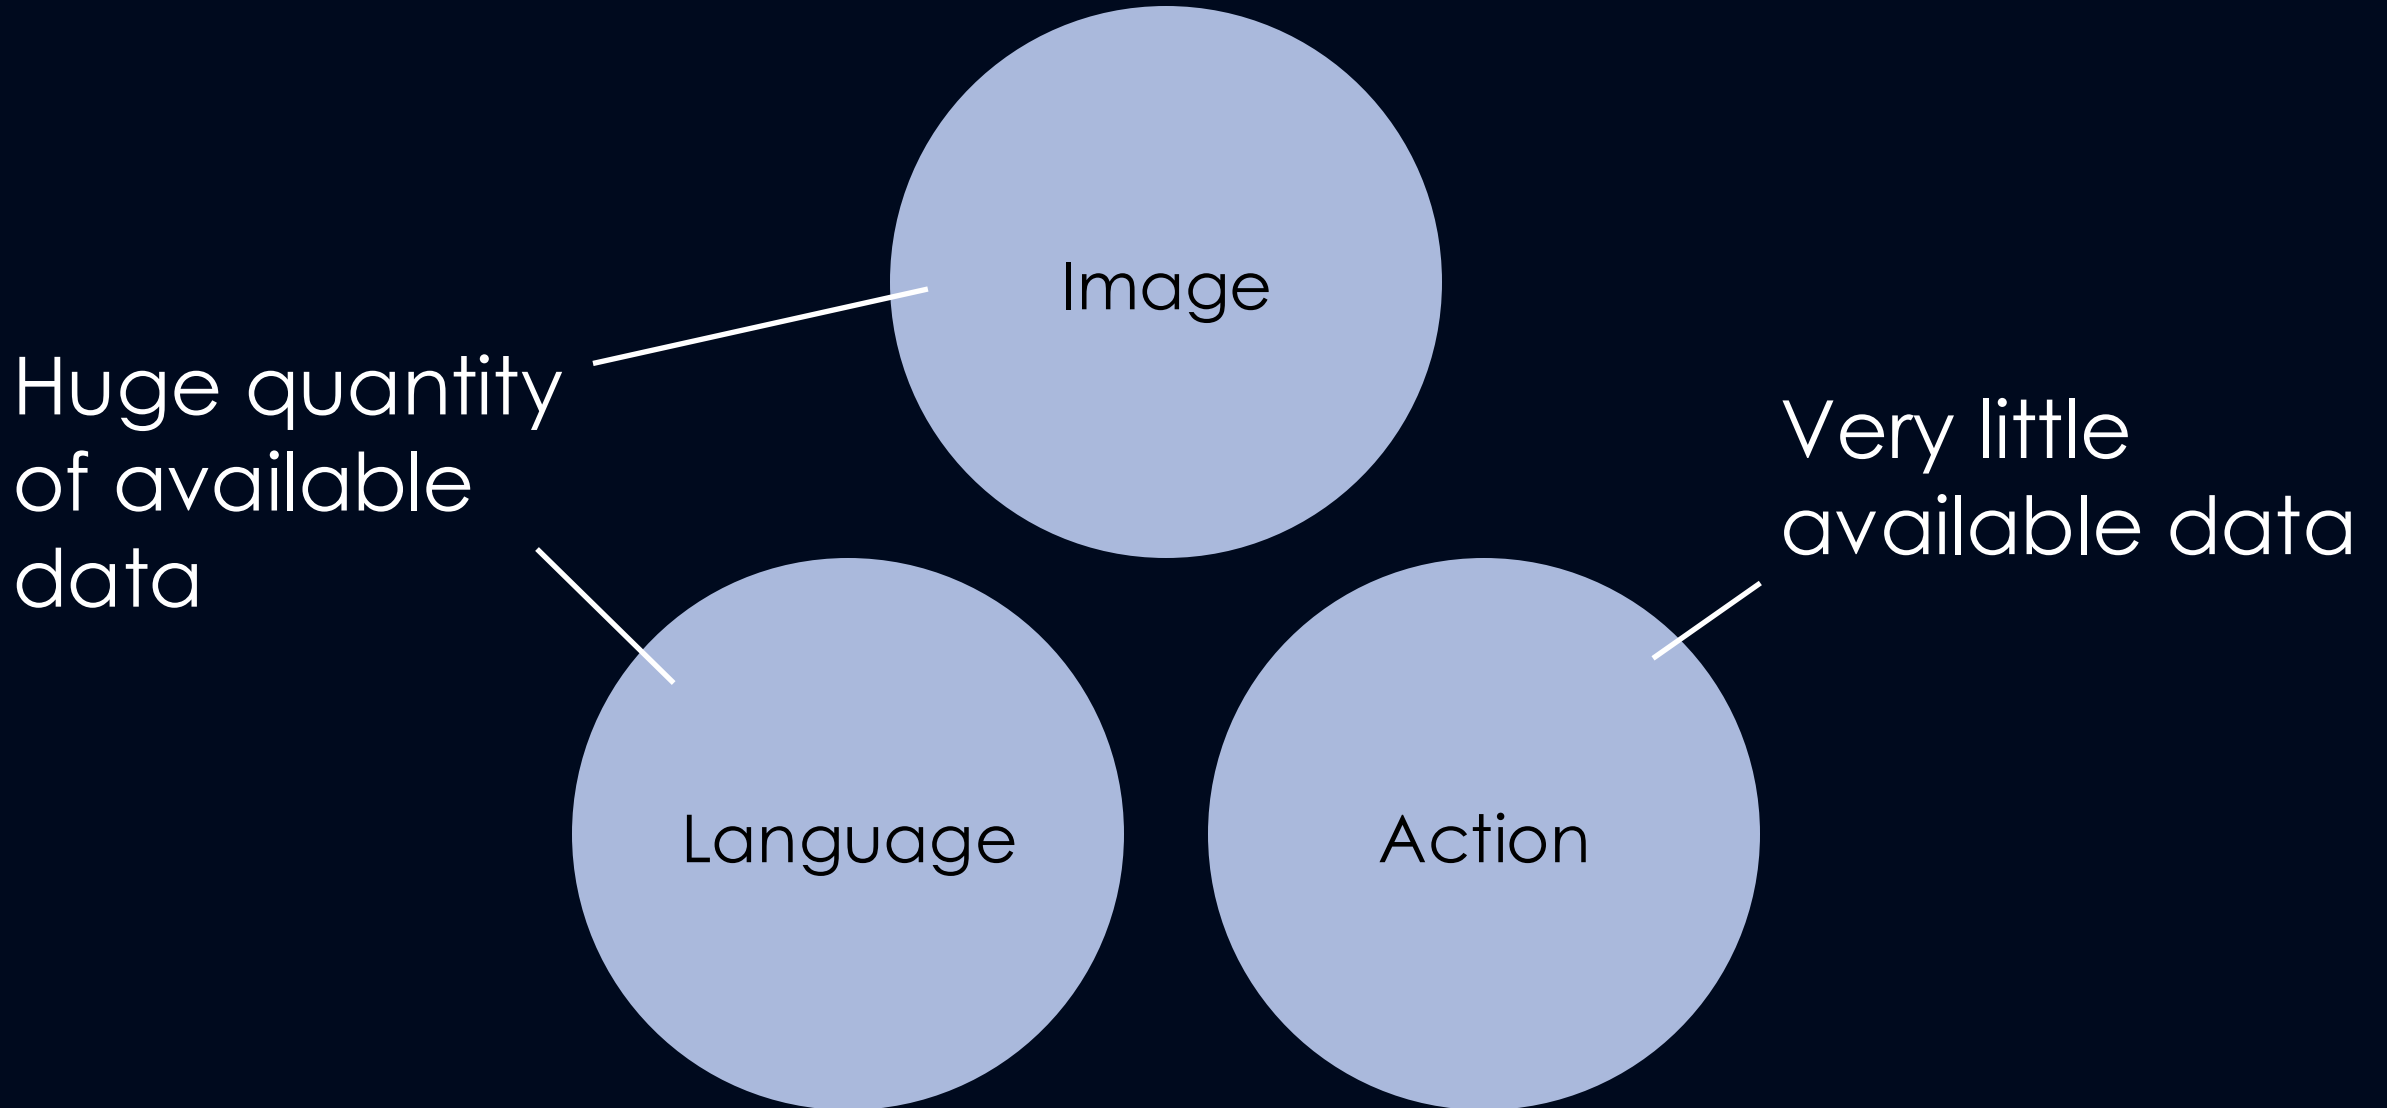 Image
Huge quantity
of available
data
Very little
available data
Language
Action